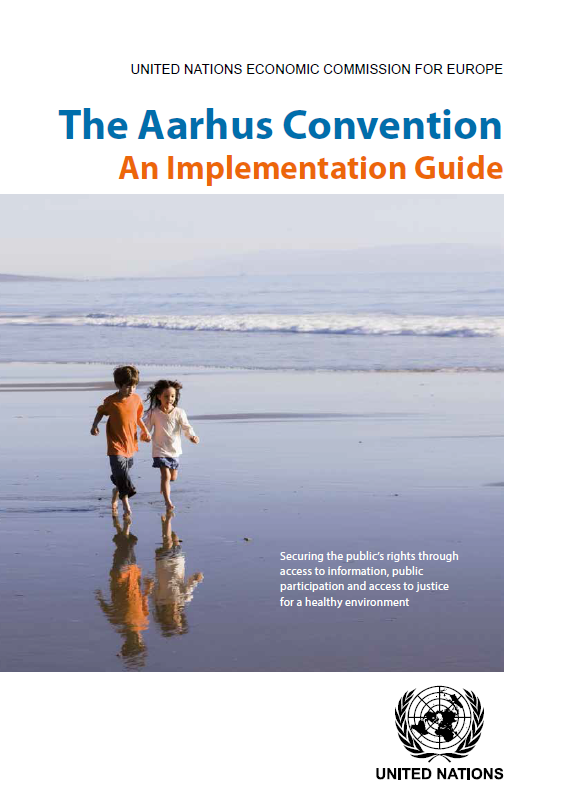 UNITED NATIONS ECONOMIC COMMISSION FOR EUROPE
The Aarhus Convention
An Implementation Guide
Securing the public's rights through
access to information, public
participation and access to justice
for a healthy environment
UNITED NATIONS